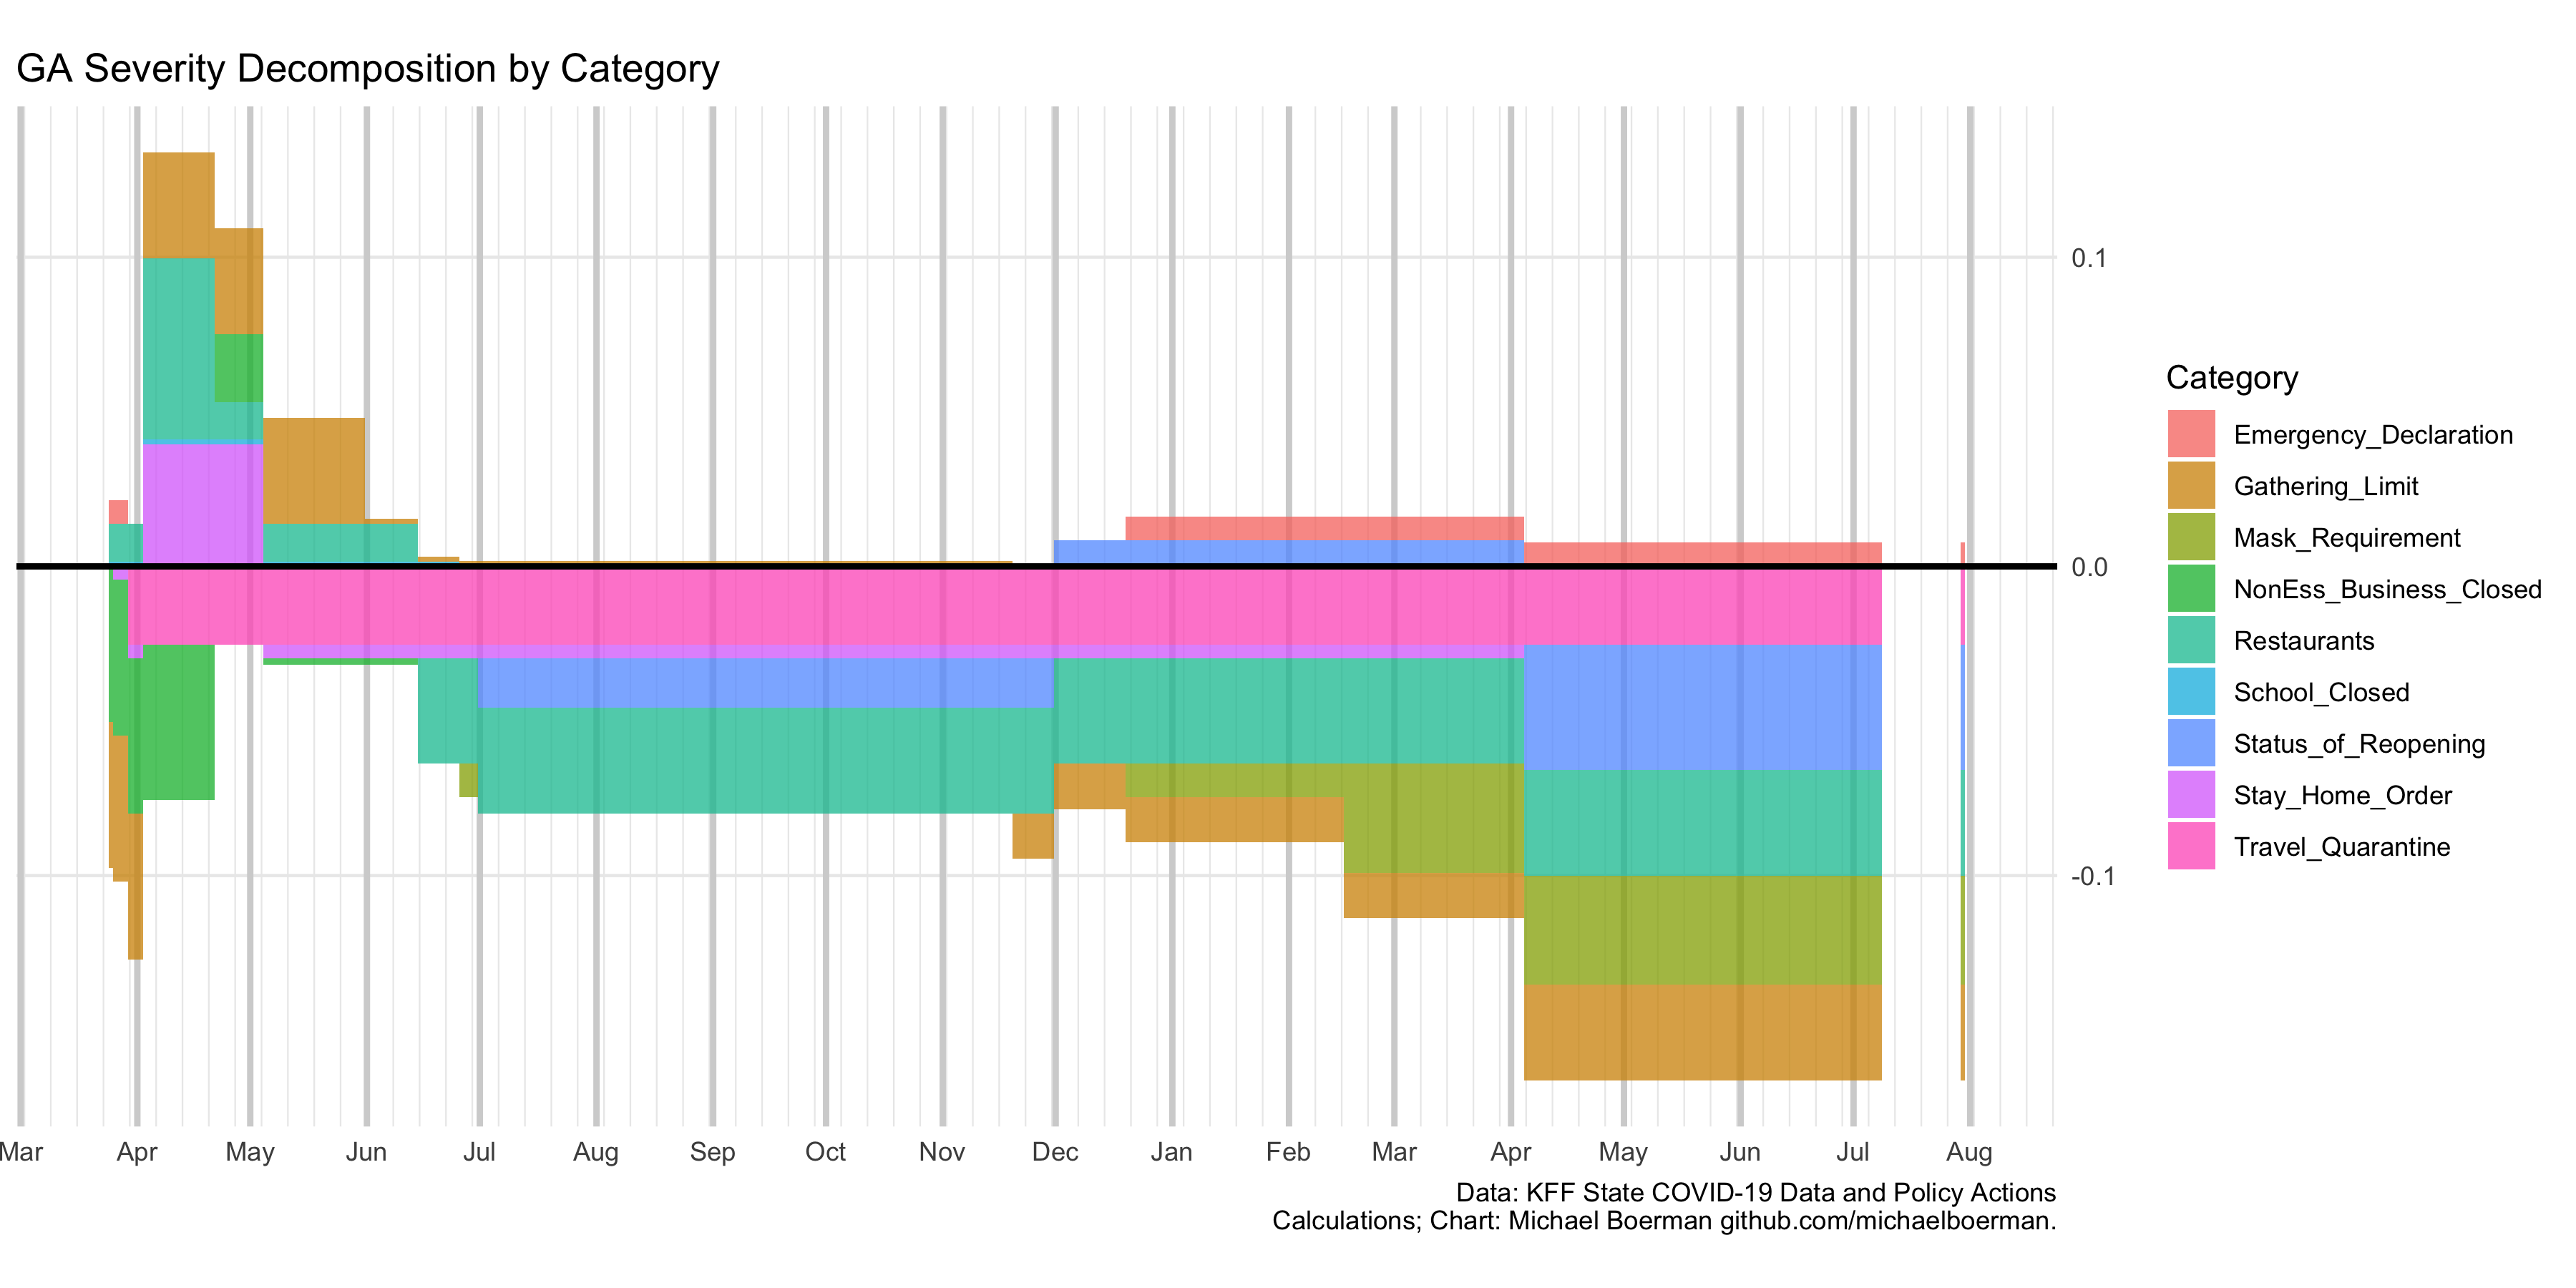 GA Severity Decomposition by Category
0.1
0.0
-0.1
Mar Apr May Jun Jul Aug Sep Oct Nov Dec Jan Feb Mar Apr May Jun Jul Aug
Category
Emergency_Declaration
Gathering_Limit
Mask_Requirement
NonEss_Business_Closed
Restaurants
School_Closed
Status_of_Reopening
Stay_Home_Order
Travel_Quarantine
Data: KFF State COVID-19 Data and Policy Actions
Calculations; Chart: Michael Boerman github.com/michaelboerman.